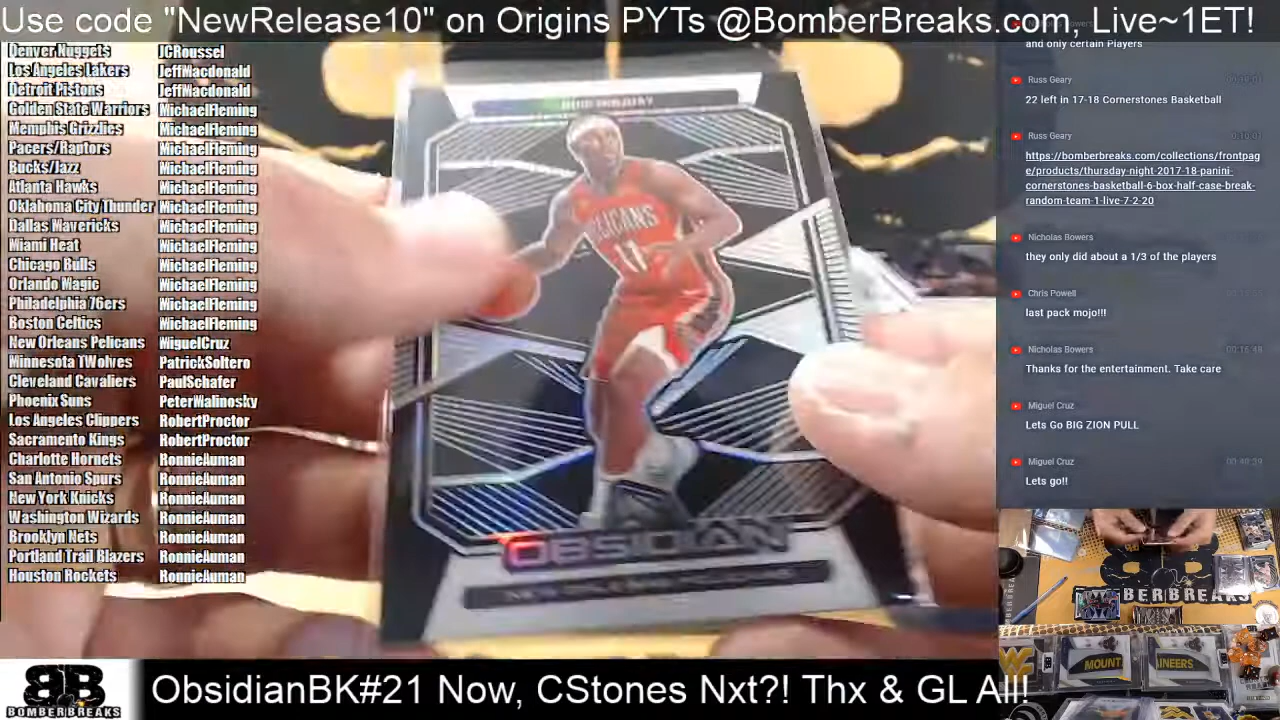 Use code "NewRelease10" on Origins PYTs @BomberBreaks.com, Live~1ET!
Denver Nuggets JCRoussel
Los Angeles Lakers JeffMacdonald
Detroit Pistons JeffMacdonald
Golden State Warriors MichaelFleming
Memphis Grizzlies MichaelFleming
Pacers/Raptors MichaelFleming
Bucks/Jazz MichaelFleming
Atlanta Hawks MichaelFleming
Oklahoma City Thunder MichaelFleming
Dallas Mavericks MichaelFleming
Miami Heat MichaelFleming
Chicago Bulls MichaelFleming
Orlando Magic MichaelFleming
Philadelphia 76ers MichaelFleming
Boston Celtics MichaelFleming
New Orleans Pelicans MiguelCruz
Minnesota TWolves PatrickSoltero
Cleveland Cavaliers PaulSchafer
Phoenix Suns PeterMalinosky
Los Angeles Clippers RobertProctor
Sacramento Kings RobertProctor
Charlotte Hornets RonnieAuman
San Antonio Spurs RonnieAuman
New York Knicks RonnieAuman
Washington Wizards RonnieAuman
Brooklyn Nets RonnieAuman
Portland Trail Blazers RonnieAuman
Houston Rockets RonnieAuman
11
OBSIDIAN
and only certain Players
Russ Geary
22 left in 17-18 Cornerstones Basketball
Russ Geary
https://bomberbreaks.com/collections/frontpag
e/products/thursday-night-2017-18-panini-
cornerstones-basketball-6-box-half-case-break-
random-team-1-live-7-2-20
Nicholas Bowers
they only did about a 1/3 of the players
Chris Powell
last pack mojo!!!
Nicholas Bowers
Thanks for the entertainment. Take care
Miguel Cruz
Lets Go BIG ZION PULL
Miguel Cruz
Lets go!!
BERBREAKS
MOUNT
INEERS
BB
BOMBERBREAKS
ObsidianBK#21 Now, CStones Nxt?! Thx & GL All!